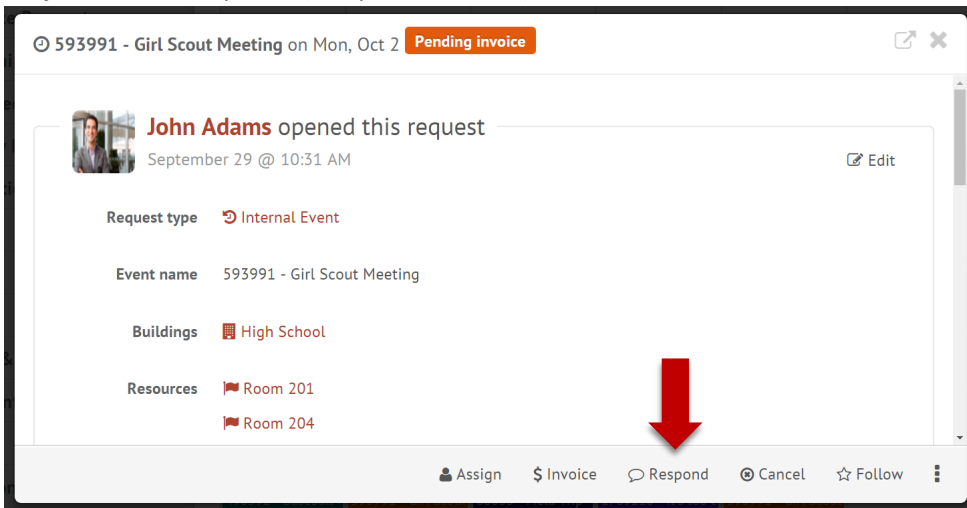 593991 - Girl Scout Meeting on Mon, Oct 2 Pending invoice
John Adams opened this request
September 29 @ 10:31 AM
Edit
Request type Internal Event
Event name 593991 - Girl Scout Meeting
Buildings High School
Resources Room 201
Room 204
Assign $ Invoice Respond Cancel Follow